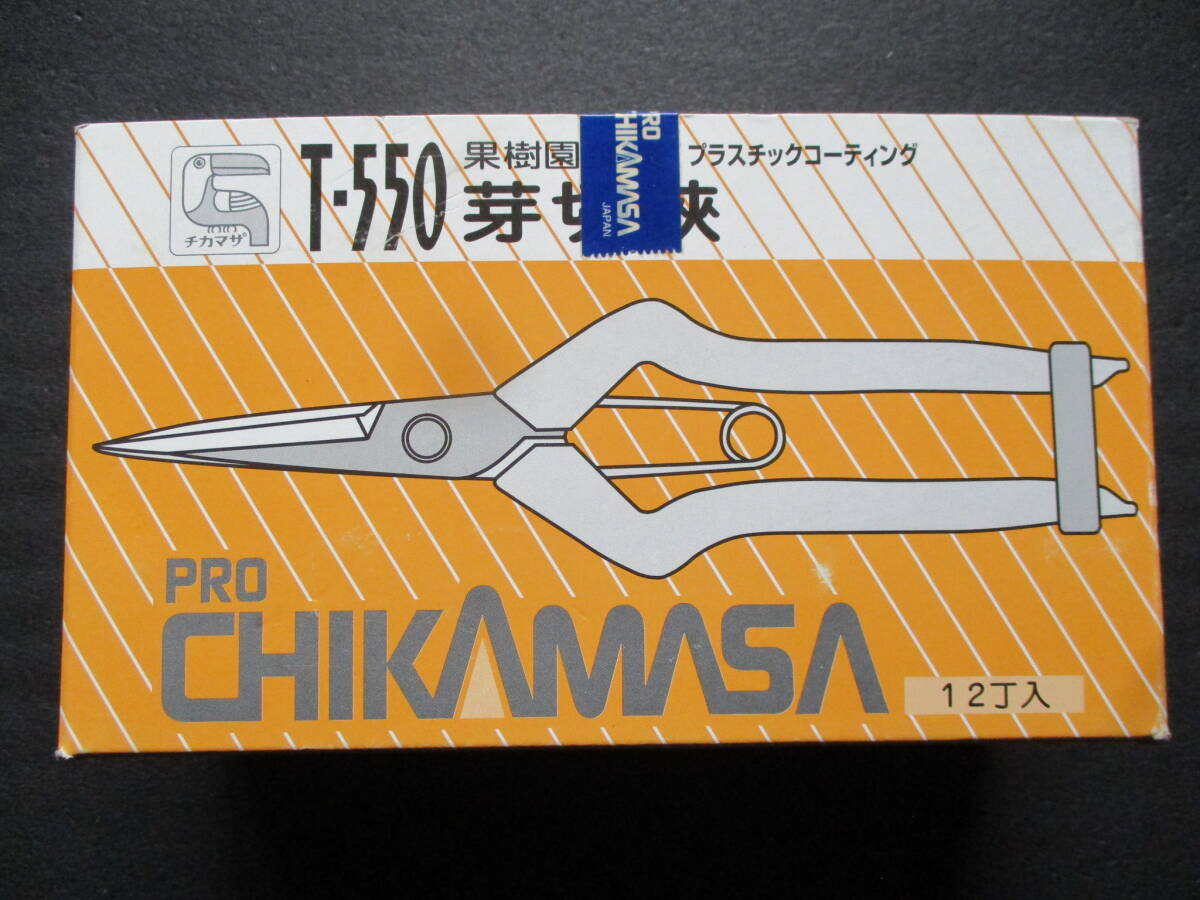 チカマサ
T-550
果樹園
プラスチックコーティング
芽切 鋏
PRO
CHIKAMASA
JAPAN
PRO
CHIKAMASA
12丁入